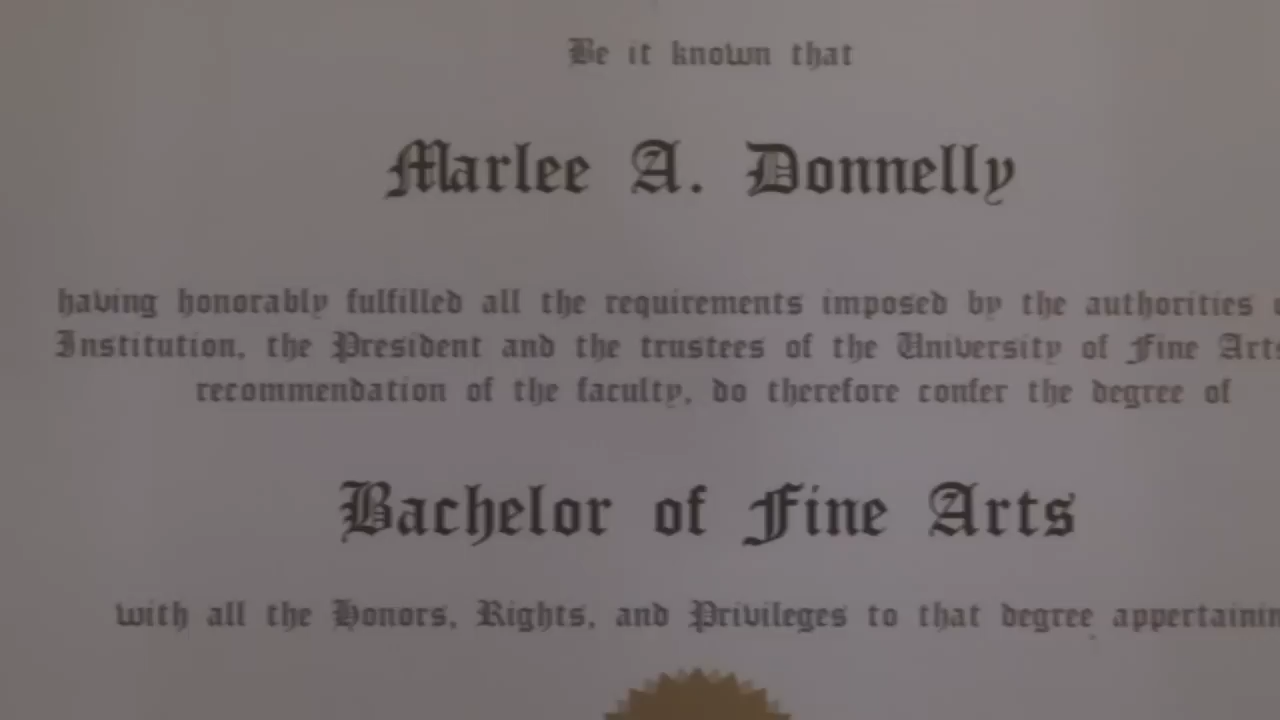 Be it known that
Marlee A. Donnelly
having honorably fulfilled all the requirements imposed by the authorities
Institution, the President and the trustees of the University of Fine Arts
recommendation of the faculty, do therefore confer the degree of
Bachelor of Fine Arts
with all the Honors, Rights, and Privileges to that degree appertainin